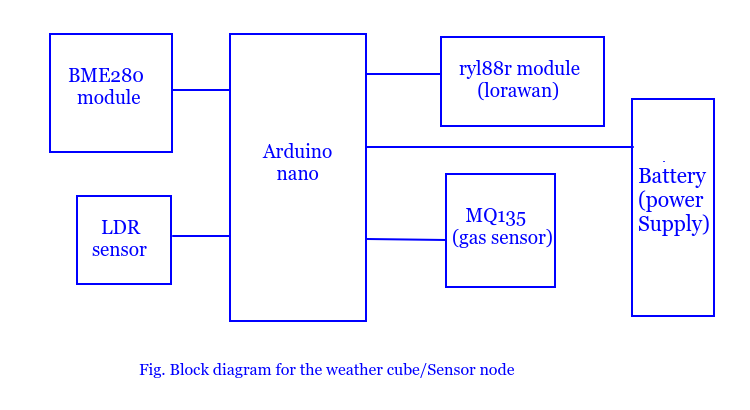 BME280
module
LDR
sensor
Arduino
nano
ryl88r module
(lorawan)
MQ135
(gas sensor)
Battery
(power
Supply)
Fig. Block diagram for the weather cube/Sensor node